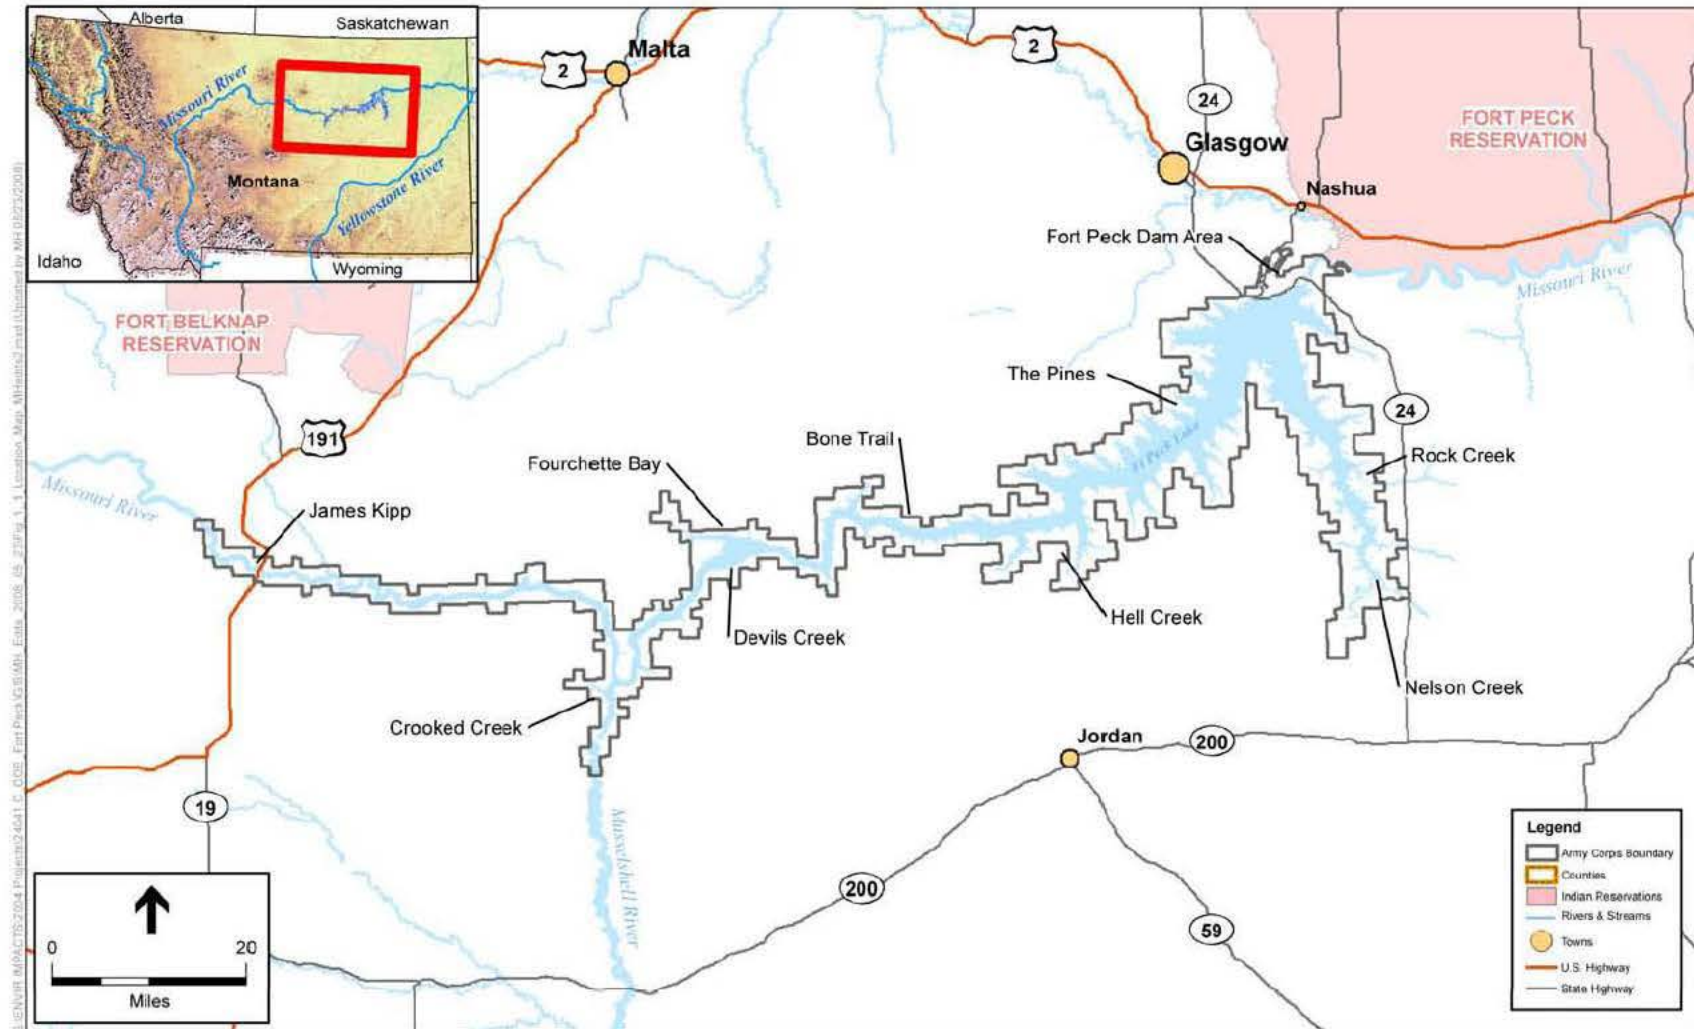 Alberta
Saskatchewan
Missouri River
Montana
Yellowstone River
Idaho
Wyoming
2
Malta
2
24
FORT PECK
RESERVATION
Glasgow
Nashua
Fort Peck Dam Area
Missouri River
FORT BELKNAP
RESERVATION
The Pines
24
191
Bone Trail
Ft Peck Lake
Rock Creek
Fourchette Bay
Missouri River
James Kipp
Hell Creek
Devils Creek
Nelson Creek
Crooked Creek
Jordan
200
19
Musselshell River
200
59
0
20
Miles
Legend
Army Corps Boundary
Counties
Indian Reservations
Rivers & Streams
Towns
U.S. Highway
State Highway